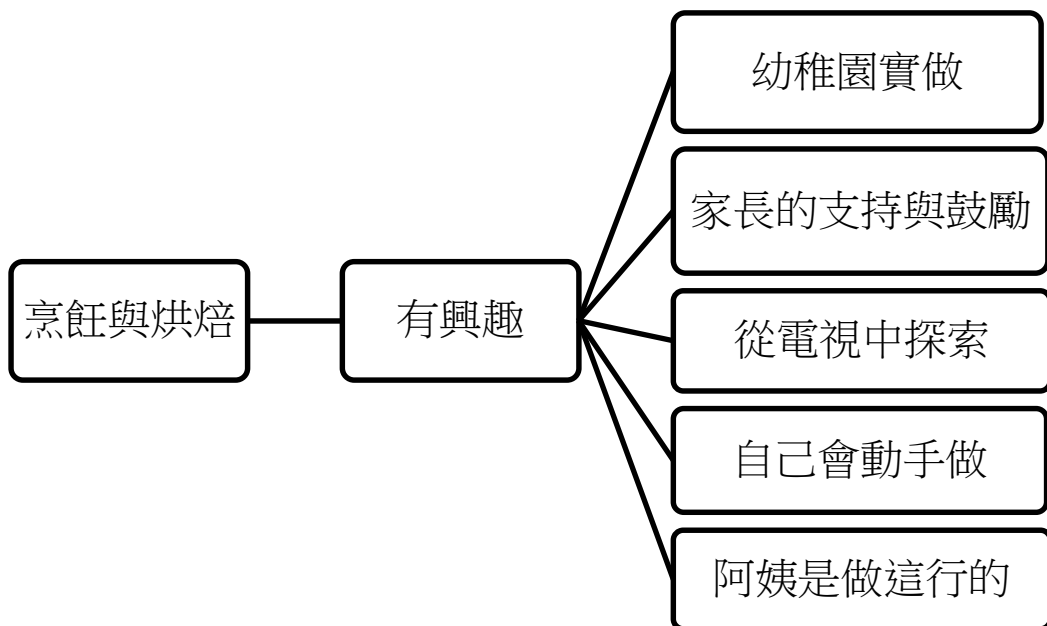 烹飪與烘焙
有興趣
幼稚園實做
家長的支持與鼓勵
從電視中探索
自己會動手做
阿姨是做這行的